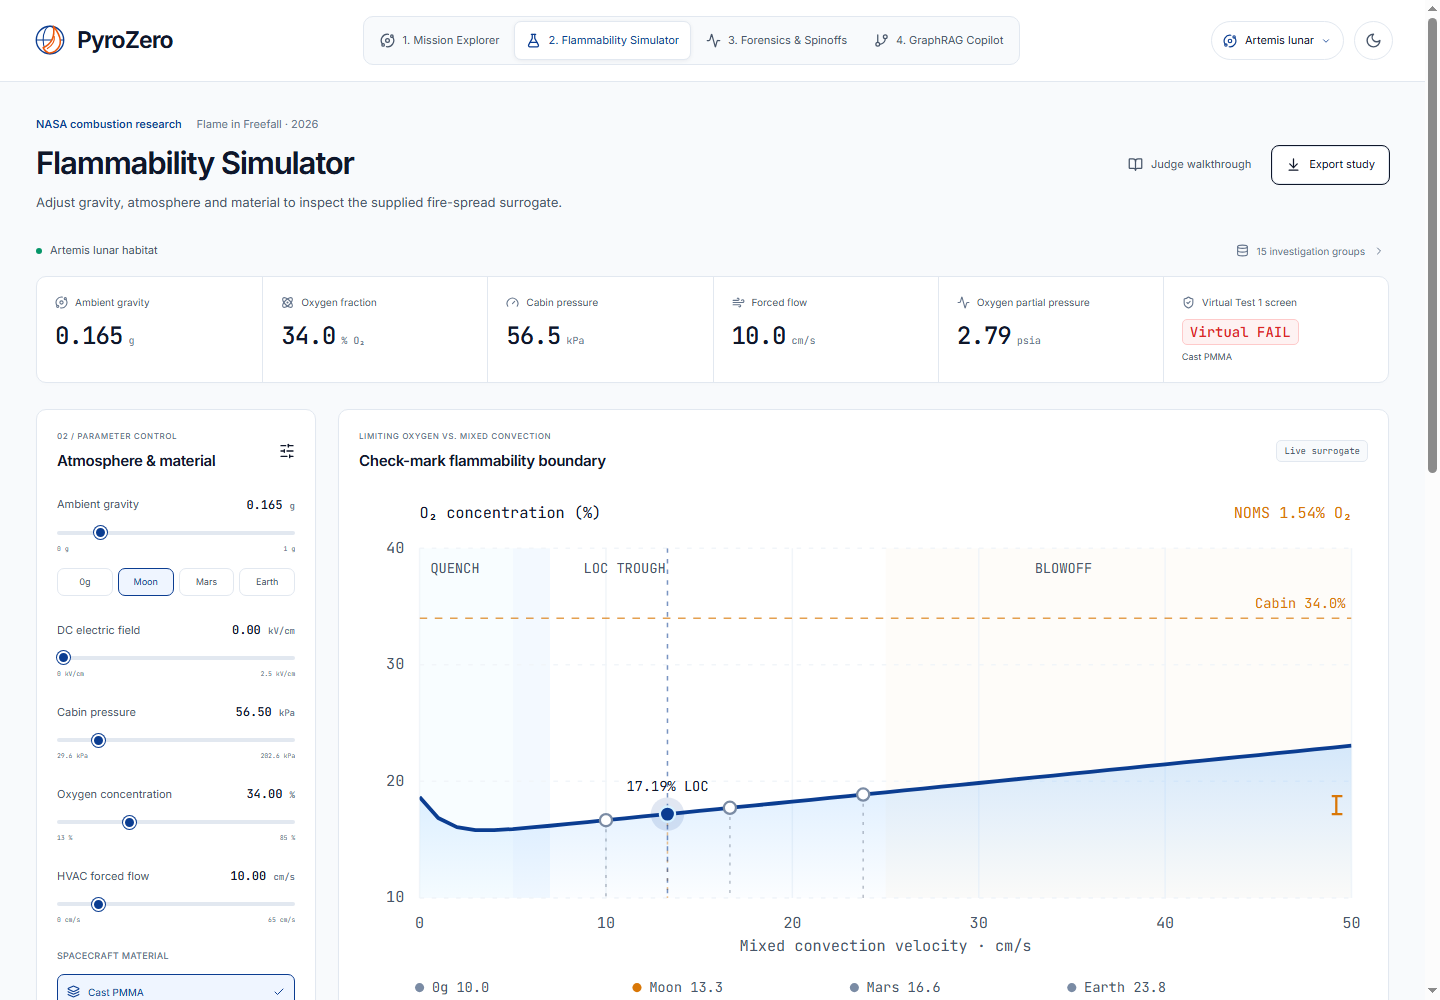 PyroZero
1. Mission Explorer
2. Flammability Simulator
3. Forensics & Spinoffs
4. GraphRAG Copilot
Artemis lunar
NASA combustion research
Flame in Freefall · 2026
Flammability Simulator
Judge walkthrough
Export study
Adjust gravity, atmosphere and material to inspect the supplied fire-spread surrogate.
Artemis lunar habitat
15 investigation groups
Ambient gravity
0.165 g
Oxygen fraction
34.0 % O₂
Cabin pressure
56.5 kPa
Forced flow
10.0 cm/s
Oxygen partial pressure
2.79 psia
Virtual Test 1 screen
Virtual FAIL
Cast PMMA
02 / PARAMETER CONTROL
Atmosphere & material
Ambient gravity 0.165 g
0 g 1 g
0g Moon Mars Earth
DC electric field 0.00 kV/cm
0 kV/cm 2.5 kV/cm
Cabin pressure 56.50 kPa
29.6 kPa 282.6 kPa
Oxygen concentration 34.00 %
13 % 85 %
HVAC forced flow 10.00 cm/s
0 cm/s 65 cm/s
SPACECRAFT MATERIAL
Cast PMMA
LIMITING OXYGEN VS. MIXED CONVECTION
Check-mark flammability boundary
Live surrogate
O₂ concentration (%)
NOMS 1.54% O₂
40
QUENCH
LOC TROUGH
BLOWOFF
Cabin 34.0%
30
20
17.19% LOC
10
0 10 20 30 40 50
Mixed convection velocity · cm/s
0g 10.0
Moon 13.3
Mars 16.6
Earth 23.8